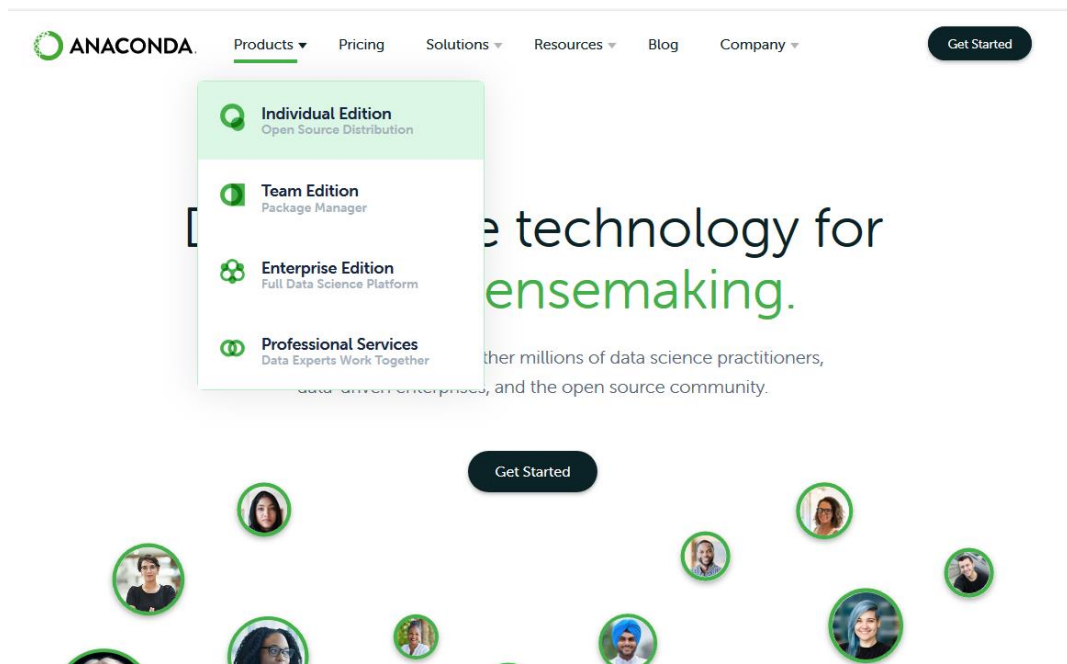 ANACONDA.
Products ▾ Pricing Solutions ▾ Resources ▾ Blog Company ▾ Get Started
Individual Edition
Open Source Distribution
Team Edition
Package Manager
Enterprise Edition
Full Data Science Platform
Professional Services
Data Experts Work Together
technology for
ensemaking.
millions of data science practitioners,
and the open source community.
Get Started